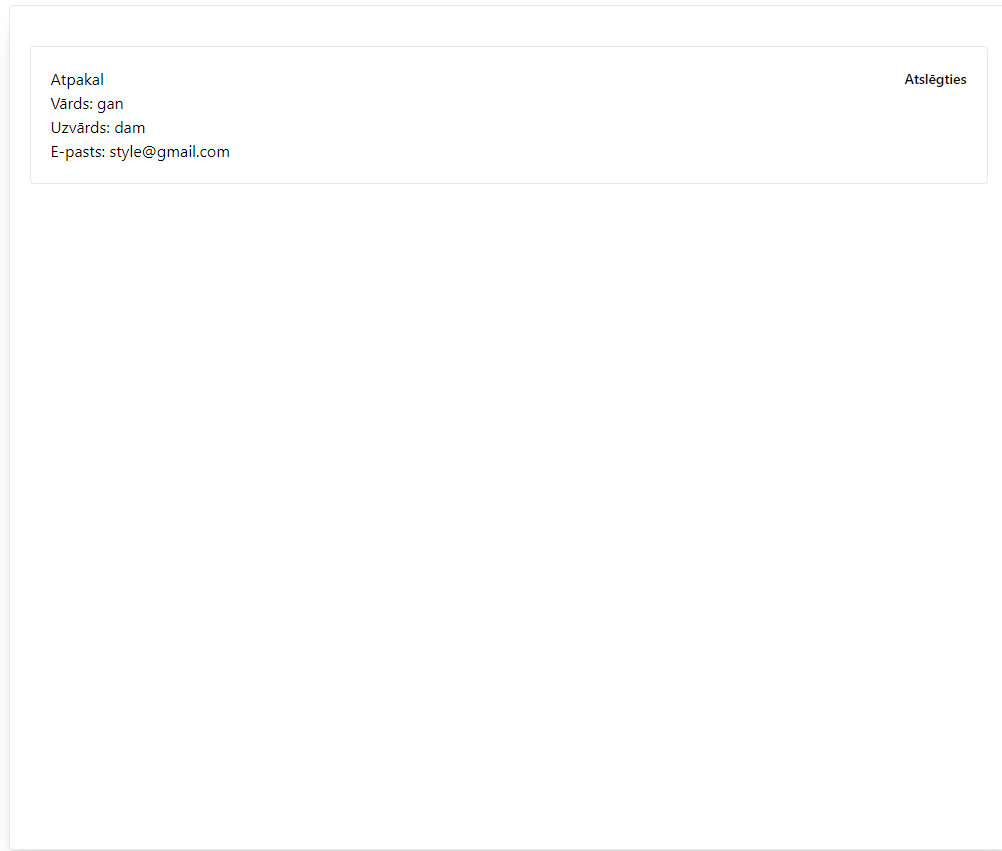 Atpakal
Atslēgties
Vārds: gan
Uzvārds: dam
E-pasts: style@gmail.com